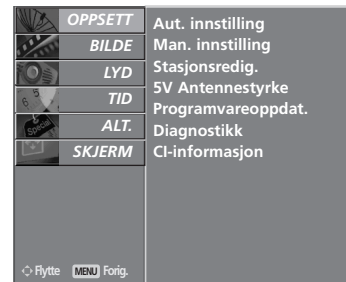 OPPSETT
BILDE
LYD
TID
ALT.
SKJERM
Aut. innstilling
Man. innstilling
Stasjonsredig.
5V Antennestyrke
Programvareoppdat.
Diagnostikk
CI-informasjon
Flytte MENU Forig.